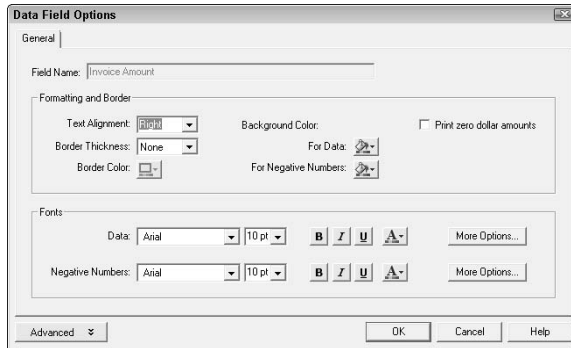 Data Field Options
General
Field Name: Invoice Amount
Formatting and Border
Text Alignment: Right Background Color: Print zero dollar amounts
Border Thickness: None For Data:
Border Color: For Negative Numbers:
Fonts
Data: Arial 10 pt B I U A More Options...
Negative Numbers: Arial 10 pt B I U A More Options...
Advanced OK Cancel Help